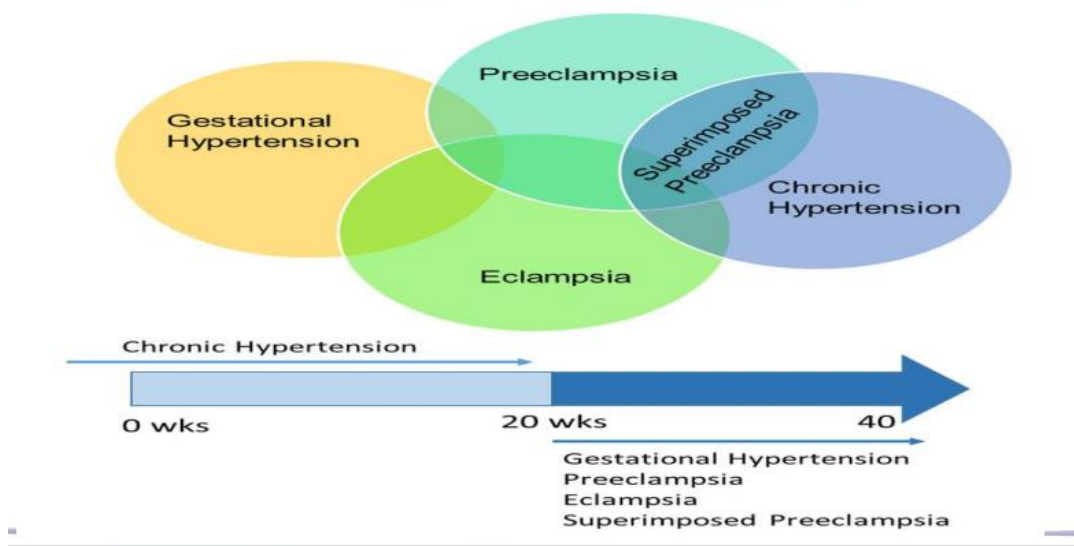 Preeclampsia
Gestational
Hypertension
Superimposed
Preeclampsia
Chronic
Hypertension
Eclampsia
Chronic Hypertension
0 wks
20 wks
40
Gestational Hypertension
Preeclampsia
Eclampsia
Superimposed Preeclampsia